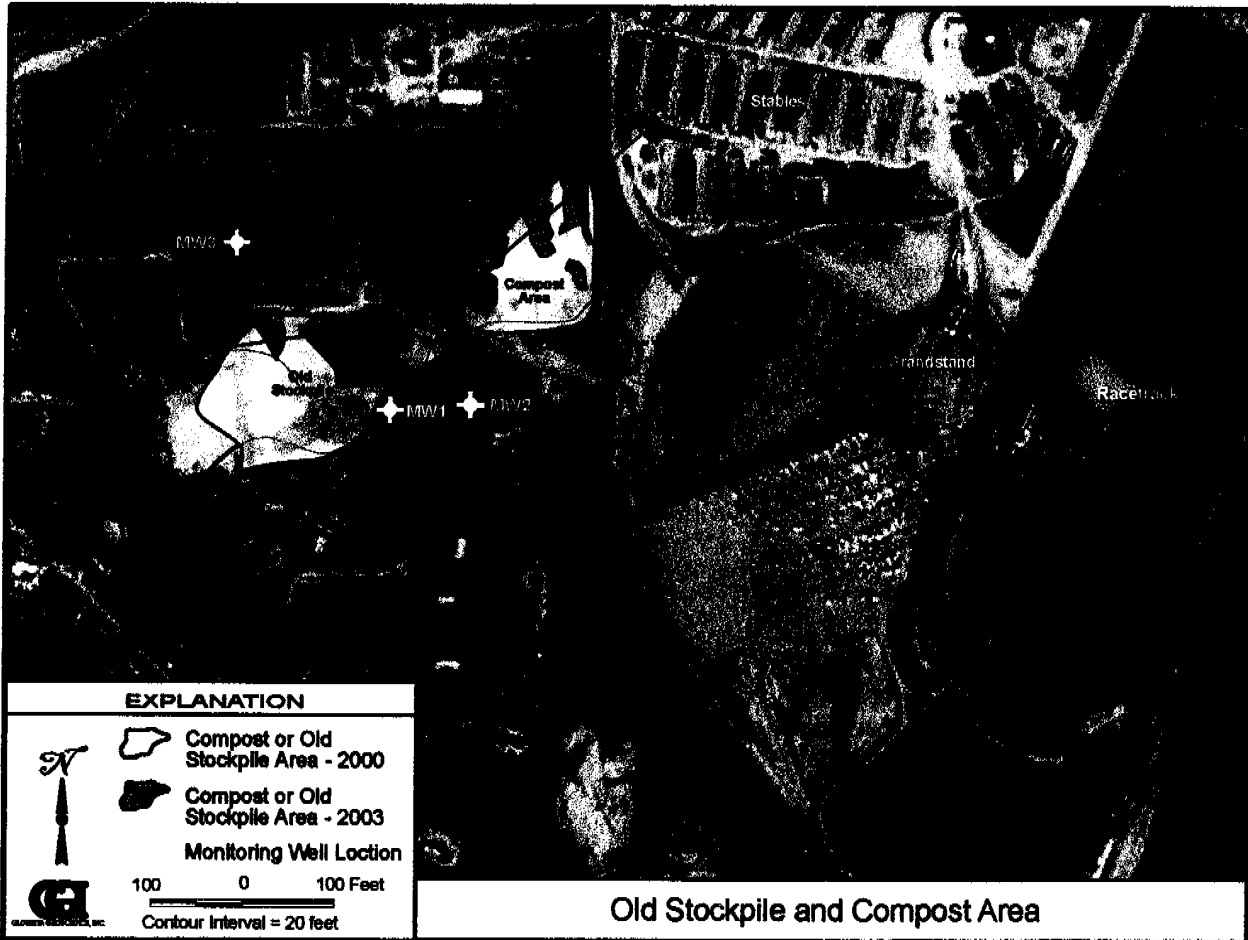 Stables
MW3
Compost
Area
Grandstand
Racetrack
Old
MW1
MW2
EXPLANATION
N
Compost or Old
Stockpile Area - 2000
Compost or Old
Stockpile Area - 2003
Monitoring Well Loction
100 0 100 Feet
Contour Interval = 20 feet
Old Stockpile and Compost Area